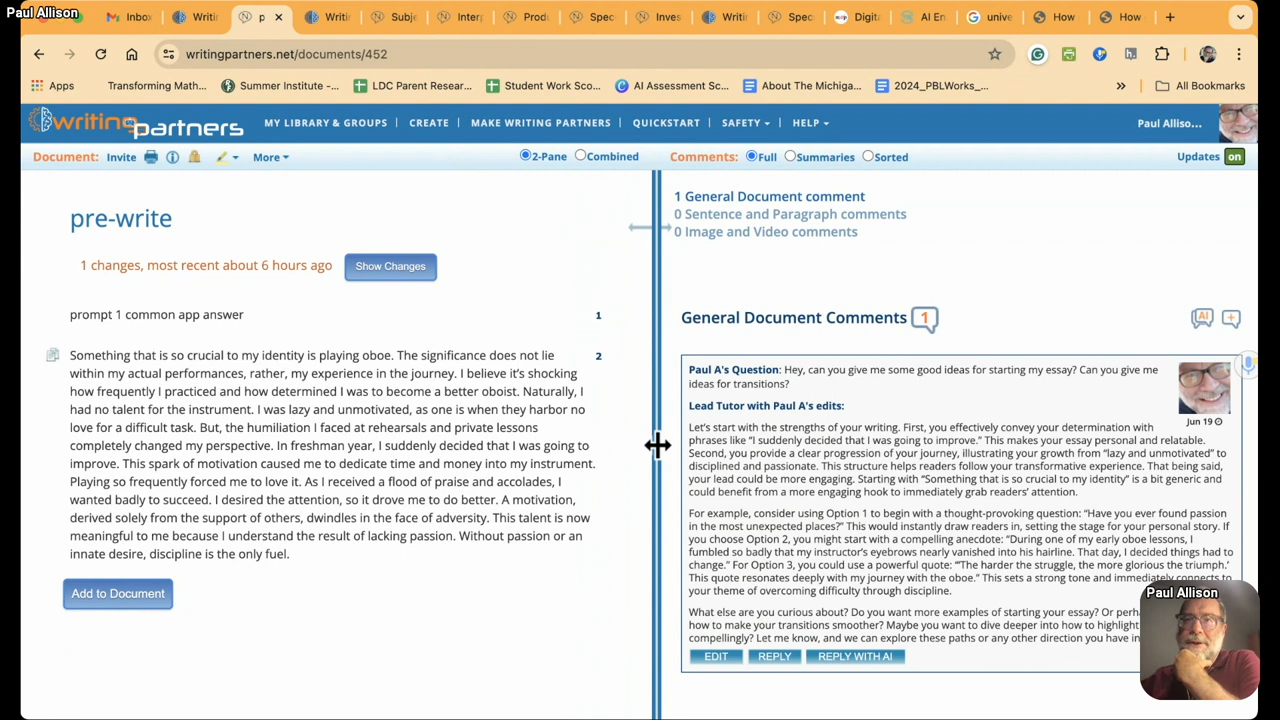 Paul Allison
Inbox
Writin
p
Writin
Subje
Interp
Produ
Spec
Inves
Writin
Spec
Digita
AI En
unive
How
How
writingpartners.net/documents/452
Apps
Transforming Math...
Summer Institute -...
LDC Parent Resear...
Student Work Sco...
AI Assessment Sc...
About The Michiga...
2024_PBLWorks_...
»
All Bookmarks
writingpartners
MY LIBRARY & GROUPS
CREATE
MAKE WRITING PARTNERS
QUICKSTART
SAFETY
HELP
Paul Alliso...
Document:
Invite
More
2-Pane
Combined
Comments:
Full
Summaries
Sorted
Updates
on
pre-write
1 changes, most recent about 6 hours ago
Show Changes
prompt 1 common app answer
1
Something that is so crucial to my identity is playing oboe. The significance does not lie
2
within my actual performances, rather, my experience in the journey. I believe it's shocking
how frequently I practiced and how determined I was to become a better oboist. Naturally, I
had no talent for the instrument. I was lazy and unmotivated, as one is when they harbor no
love for a difficult task. But, the humiliation I faced at rehearsals and private lessons
completely changed my perspective. In freshman year, I suddenly decided that I was going to
improve. This spark of motivation caused me to dedicate time and money into my instrument.
Playing so frequently forced me to love it. As I received a flood of praise and accolades, I
wanted badly to succeed. I desired the attention, so it drove me to do better. A motivation,
derived solely from the support of others, dwindles in the face of adversity. This talent is now
meaningful to me because I understand the result of lacking passion. Without passion or an
innate desire, discipline is the only fuel.
Add to Document
1 General Document comment
0 Sentence and Paragraph comments
0 Image and Video comments
General Document Comments
1
AI
+
Paul A's Question: Hey, can you give me some good ideas for starting my essay? Can you give me
ideas for transitions?
Lead Tutor with Paul A's edits:
Jun 19
Let's start with the strengths of your writing. First, you effectively convey your determination with
phrases like "I suddenly decided that I was going to improve." This makes your essay personal and relatable.
Second, you provide a clear progression of your journey, illustrating your growth from "lazy and unmotivated" to
disciplined and passionate. This structure helps readers follow your transformative experience. That being said,
your lead could be more engaging. Starting with "Something that is so crucial to my identity" is a bit generic and
could benefit from a more engaging hook to immediately grab readers' attention.
For example, consider using Option 1 to begin with a thought-provoking question: "Have you ever found passion
in the most unexpected places?" This would instantly draw readers in, setting the stage for your personal story. If
you choose Option 2, you might start with a compelling anecdote: "During one of my early oboe lessons, I
fumbled so badly that my instructor's eyebrows nearly vanished into his hairline. That day, I decided things had to
change." For Option 3, you could use a powerful quote: "'The harder the struggle, the more glorious the triumph.'
This quote resonates deeply with my journey with the oboe." This sets a strong tone and immediately connects to
your theme of overcoming difficulty through discipline.
What else are you curious about? Do you want more examples of starting your essay? Or perh
how to make your transitions smoother? Maybe you want to dive deeper into how to highlight
compellingly? Let me know, and we can explore these paths or any other direction you have in
EDIT
REPLY
REPLY WITH AI
Paul Allison